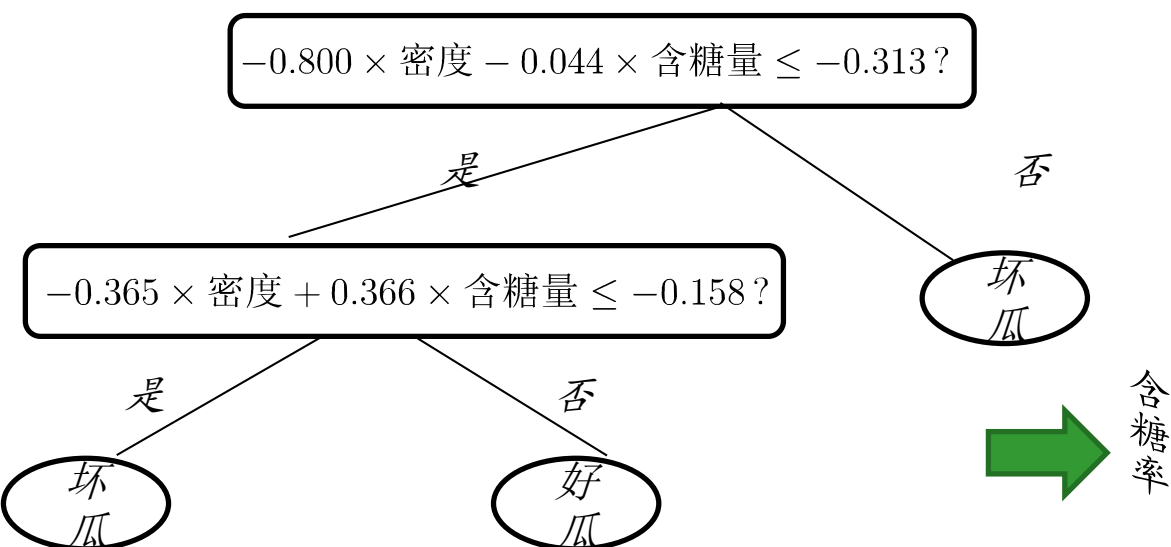 −0.800 × 密度 − 0.044 × 含糖量 ≤ −0.313？
是
否
−0.365 × 密度 + 0.366 × 含糖量 ≤ −0.158？
坏
瓜
是
否
含糖率
坏
瓜
好
瓜